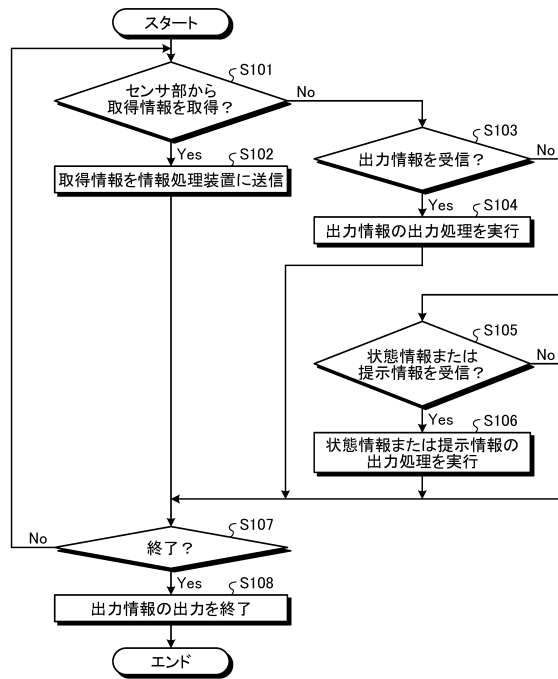 スタート
S101
センサ部から
取得情報を取得？
No
Yes
S102
取得情報を情報処理装置に送信
S103
出力情報を受信？
No
Yes
S104
出力情報の出力処理を実行
S105
状態情報または
提示情報を受信？
No
Yes
S106
状態情報または提示情報の
出力処理を実行
S107
終了？
No
Yes
S108
出力情報の出力を終了
エンド